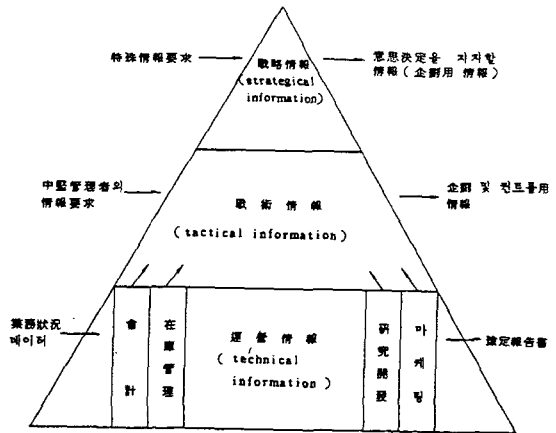 特殊情報要求
戰略情報
(strategical
information)
意思決定을 지지할
情報(企劃用 情報)
中堅管理者의
情報要求
戰術情報
(tactical information)
企劃 및 컨트롤用
情報
業務狀況
데이터
會計
在庫管理
運營情報
(technical
information)
研究開發
마케팅
確定報告書